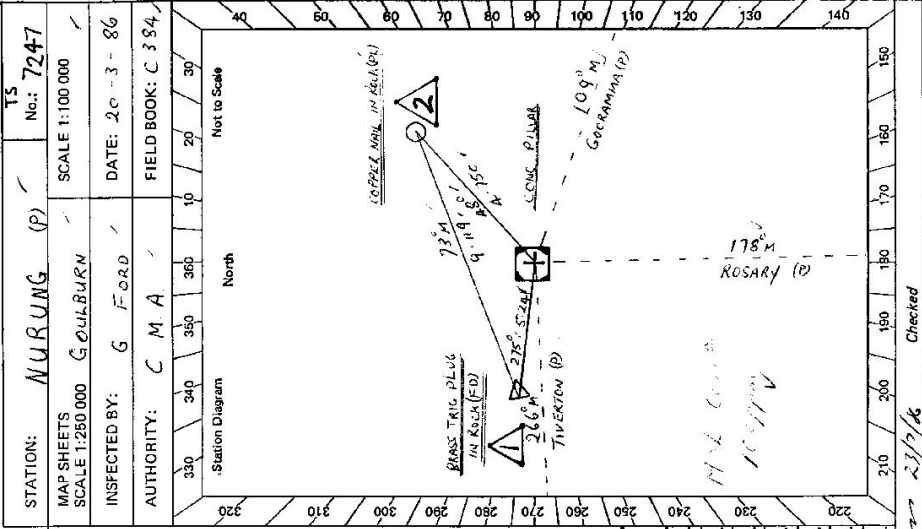 STATION: NURUNG (P)
TS No.: 7247
MAP SHEETS
SCALE 1:250 000 GOULBURN
SCALE 1:100 000
INSPECTED BY: G FORD
DATE: 20-3-86
AUTHORITY: C M A
FIELD BOOK: C 384
330 340 350 360 10 20 30
Station Diagram
North
Not to Scale
40 50 60 70 80 90 100 110 120 130 140
320 310 300 290 280 270 260 250 240 230 220
BRASS TRIG PLUG
IN ROCK (FD)
1
COPPER NAIL IN ROCK (PL)
2
73° M
9.119
275° 5.241
CONC PILLAR
266° M
TIVERTON (P)
109° M
GOORAMMA (P)
178° M
ROSARY (P)
210 200 190 180 170 160 150
23/7/86 Checked